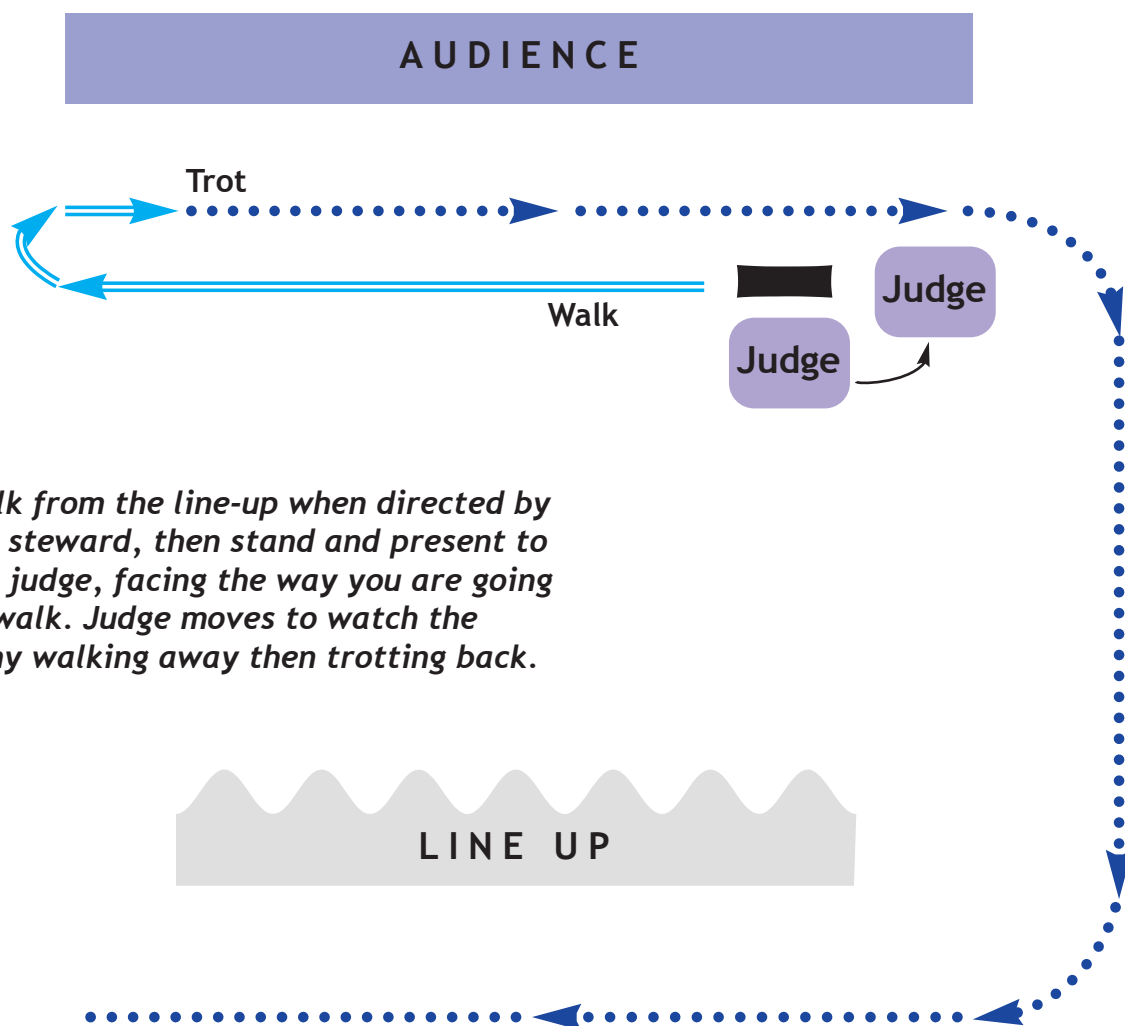 AUDIENCE
Trot
Judge
Walk
Judge
lk from the line-up when directed by
steward, then stand and present to
judge, facing the way you are going
walk. Judge moves to watch the
ny walking away then trotting back.
LINE UP